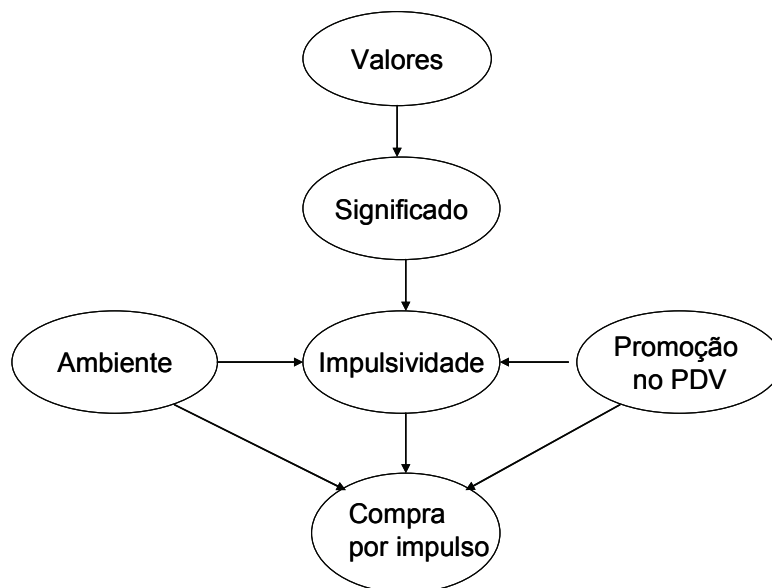 Valores
Significado
Ambiente
Impulsividade
Promoção
no PDV
Compra
por impulso